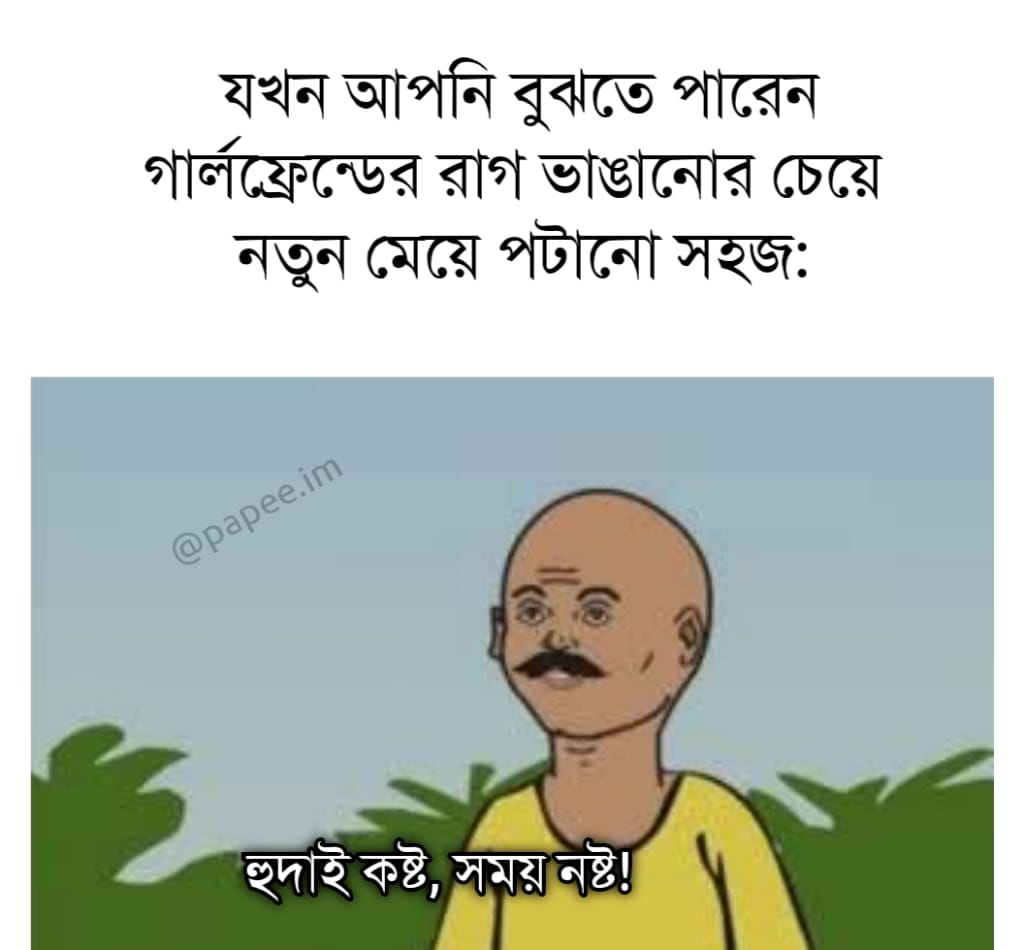 যখন আপনি বুঝতে পারেন
গার্লফ্রেন্ডের রাগ ভাঙানোর চেয়ে
নতুন মেয়ে পটানো সহজ:
@papee.im
হুদাই কষ্ট, সময় নষ্ট!